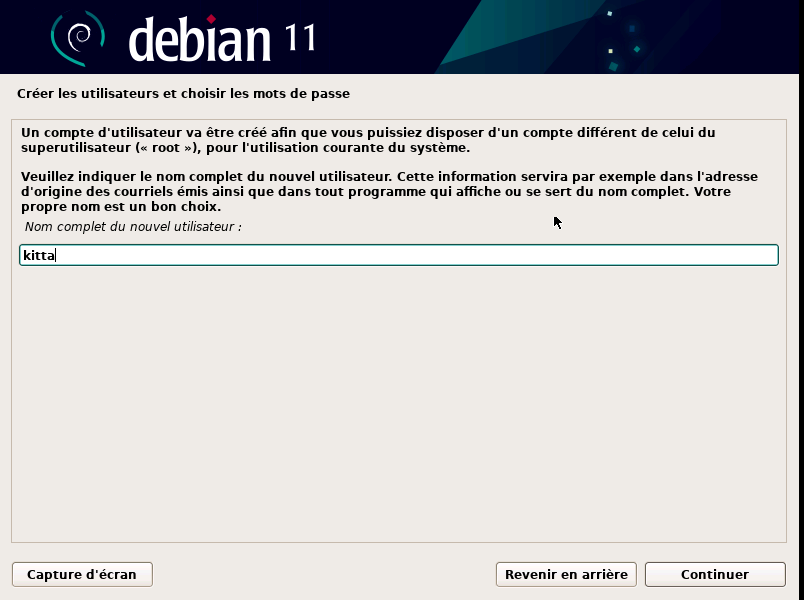 debian 11
Créer les utilisateurs et choisir les mots de passe
Un compte d'utilisateur va être créé afin que vous puissiez disposer d'un compte différent de celui du
superutilisateur (« root »), pour l'utilisation courante du système.
Veuillez indiquer le nom complet du nouvel utilisateur. Cette information servira par exemple dans l'adresse
d'origine des courriels émis ainsi que dans tout programme qui affiche ou se sert du nom complet. Votre
propre nom est un bon choix.
Nom complet du nouvel utilisateur :
kitta
Capture d'écran
Revenir en arrière
Continuer